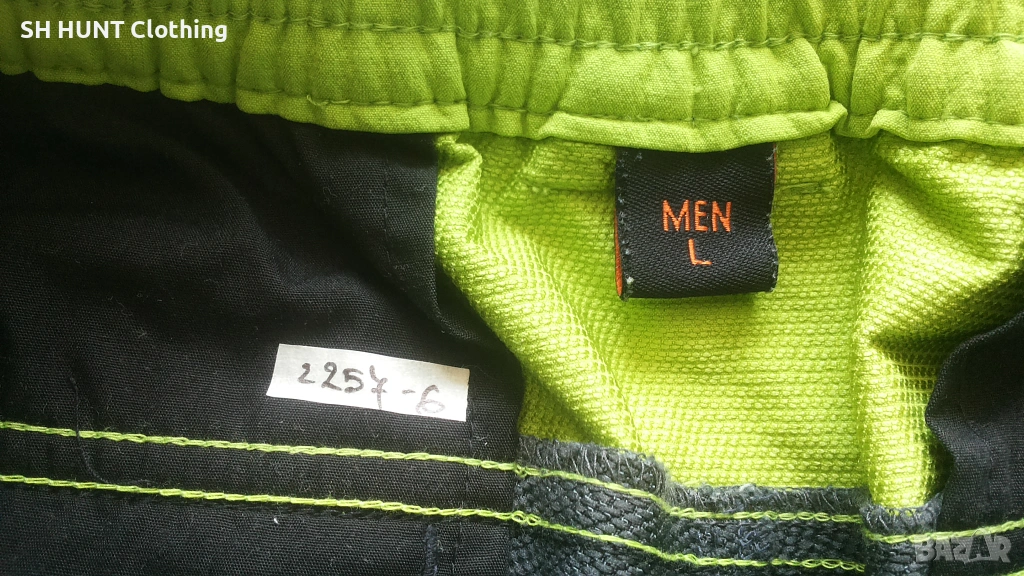 SH HUNT Clothing
MEN
L
2257-6
BAZAR